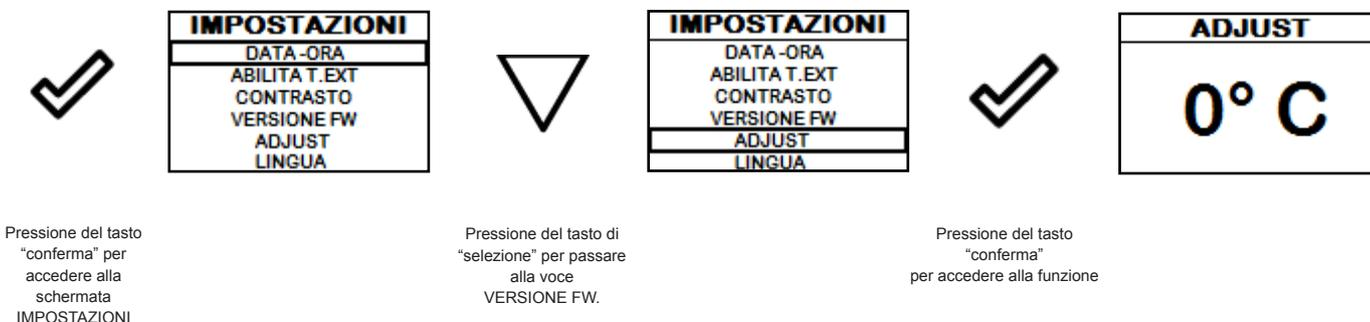 IMPOSTAZIONI
DATA-ORA
ABILITA T.EXT
CONTRASTO
VERSIONE FW
ADJUST
LINGUA
IMPOSTAZIONI
DATA-ORA
ABILITA T.EXT
CONTRASTO
VERSIONE FW
ADJUST
LINGUA
ADJUST
0° C
Pressione del tasto
“conferma” per
accedere alla
schermata
IMPOSTAZIONI
Pressione del tasto di
“selezione” per passare
alla voce
VERSIONE FW.
Pressione del tasto
“conferma”
per accedere alla funzione